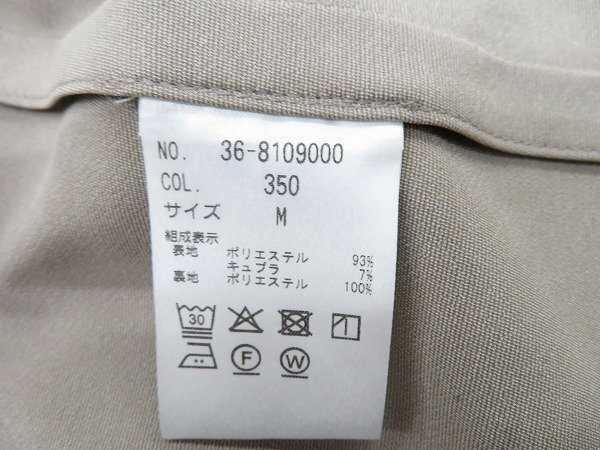 NO. 36-8109000
COL. 350
サイズ M
組成表示
表地 ポリエステル 93%
キュプラ 7%
裏地 ポリエステル 100%
30
F W